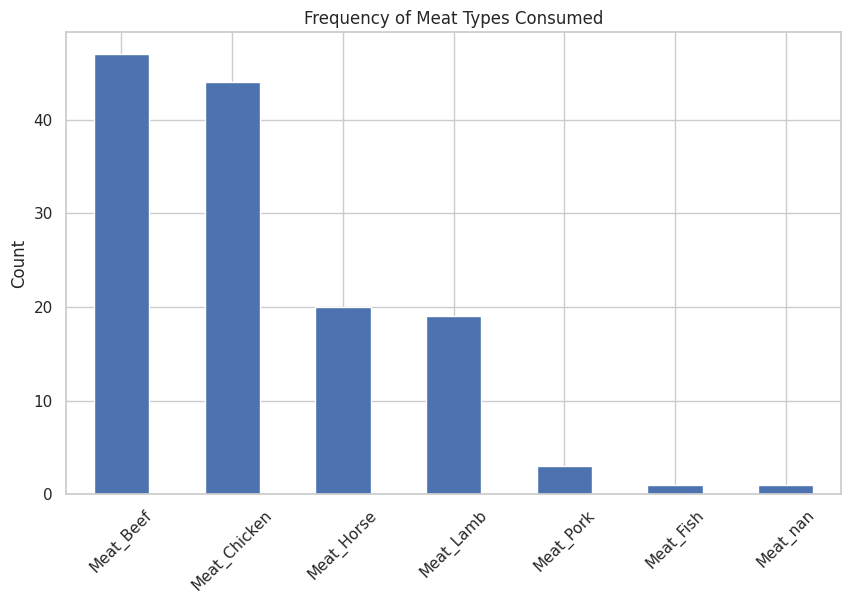 Frequency of Meat Types Consumed
Count
40
30
20
10
0
Meat_Beef
Meat_Chicken
Meat_Horse
Meat_Lamb
Meat_Pork
Meat_Fish
Meat_nan